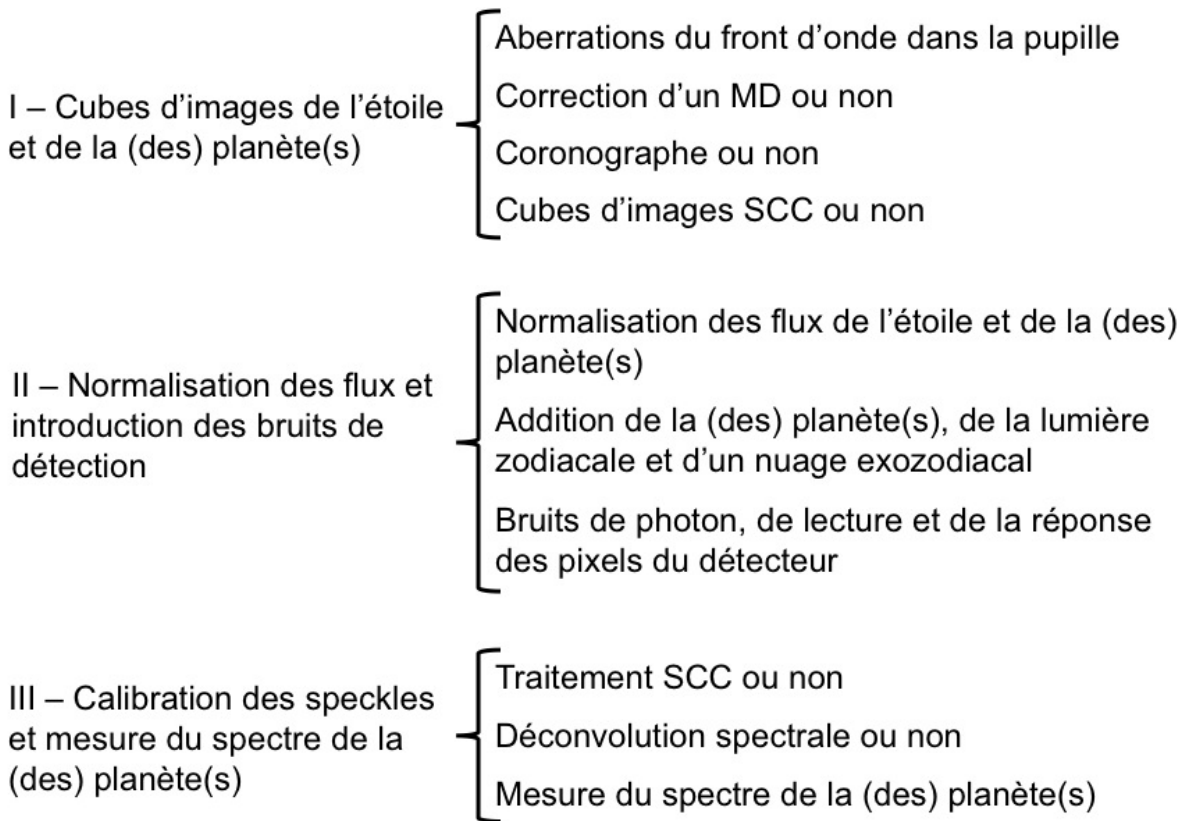 I – Cubes d’images de l’étoile
et de la (des) planète(s)
Aberrations du front d’onde dans la pupille
Correction d’un MD ou non
Coronographe ou non
Cubes d’images SCC ou non
II – Normalisation des flux et
introduction des bruits de
détection
Normalisation des flux de l’étoile et de la (des)
planète(s)
Addition de la (des) planète(s), de la lumière
zodiacale et d’un nuage exozodiacal
Bruits de photon, de lecture et de la réponse
des pixels du détecteur
III – Calibration des speckles
et mesure du spectre de la
(des) planète(s)
Traitement SCC ou non
Déconvolution spectrale ou non
Mesure du spectre de la (des) planète(s)